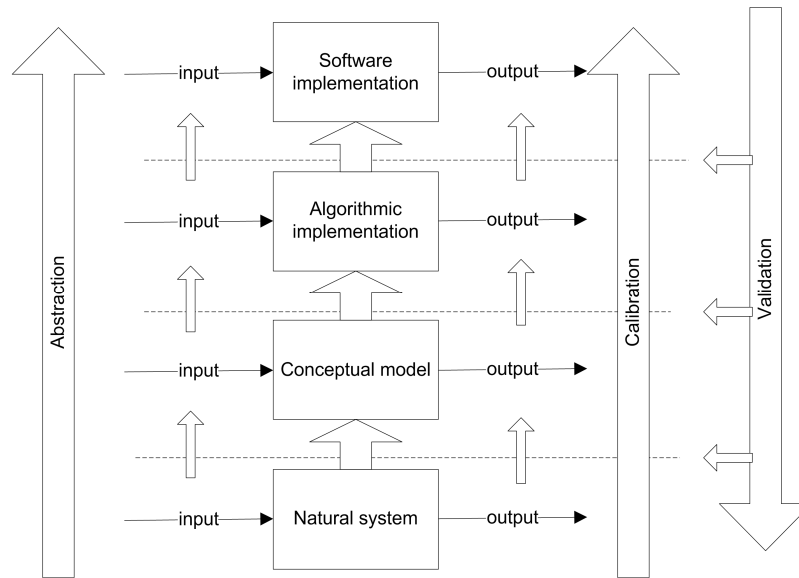 Software
implementation
input
output
Algorithmic
implementation
input
output
Conceptual model
input
output
Natural system
input
output
Abstraction
Calibration
Validation